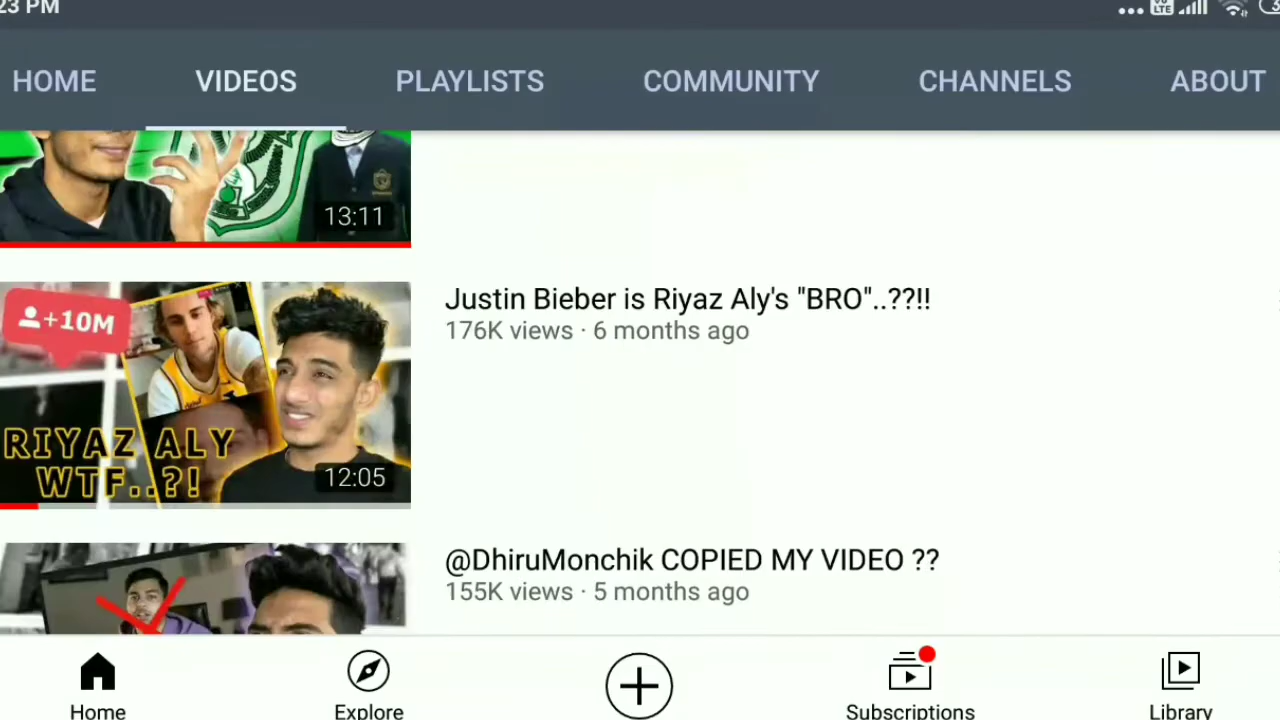 23 PM
HOME VIDEOS PLAYLISTS COMMUNITY CHANNELS ABOUT
13:11
+10M
RIYAZ ALY
WTF..?!
12:05
Justin Bieber is Riyaz Aly's "BRO"..??!!
176K views · 6 months ago
@DhiruMonchik COPIED MY VIDEO ??
155K views · 5 months ago
Home Explore Subscriptions Library